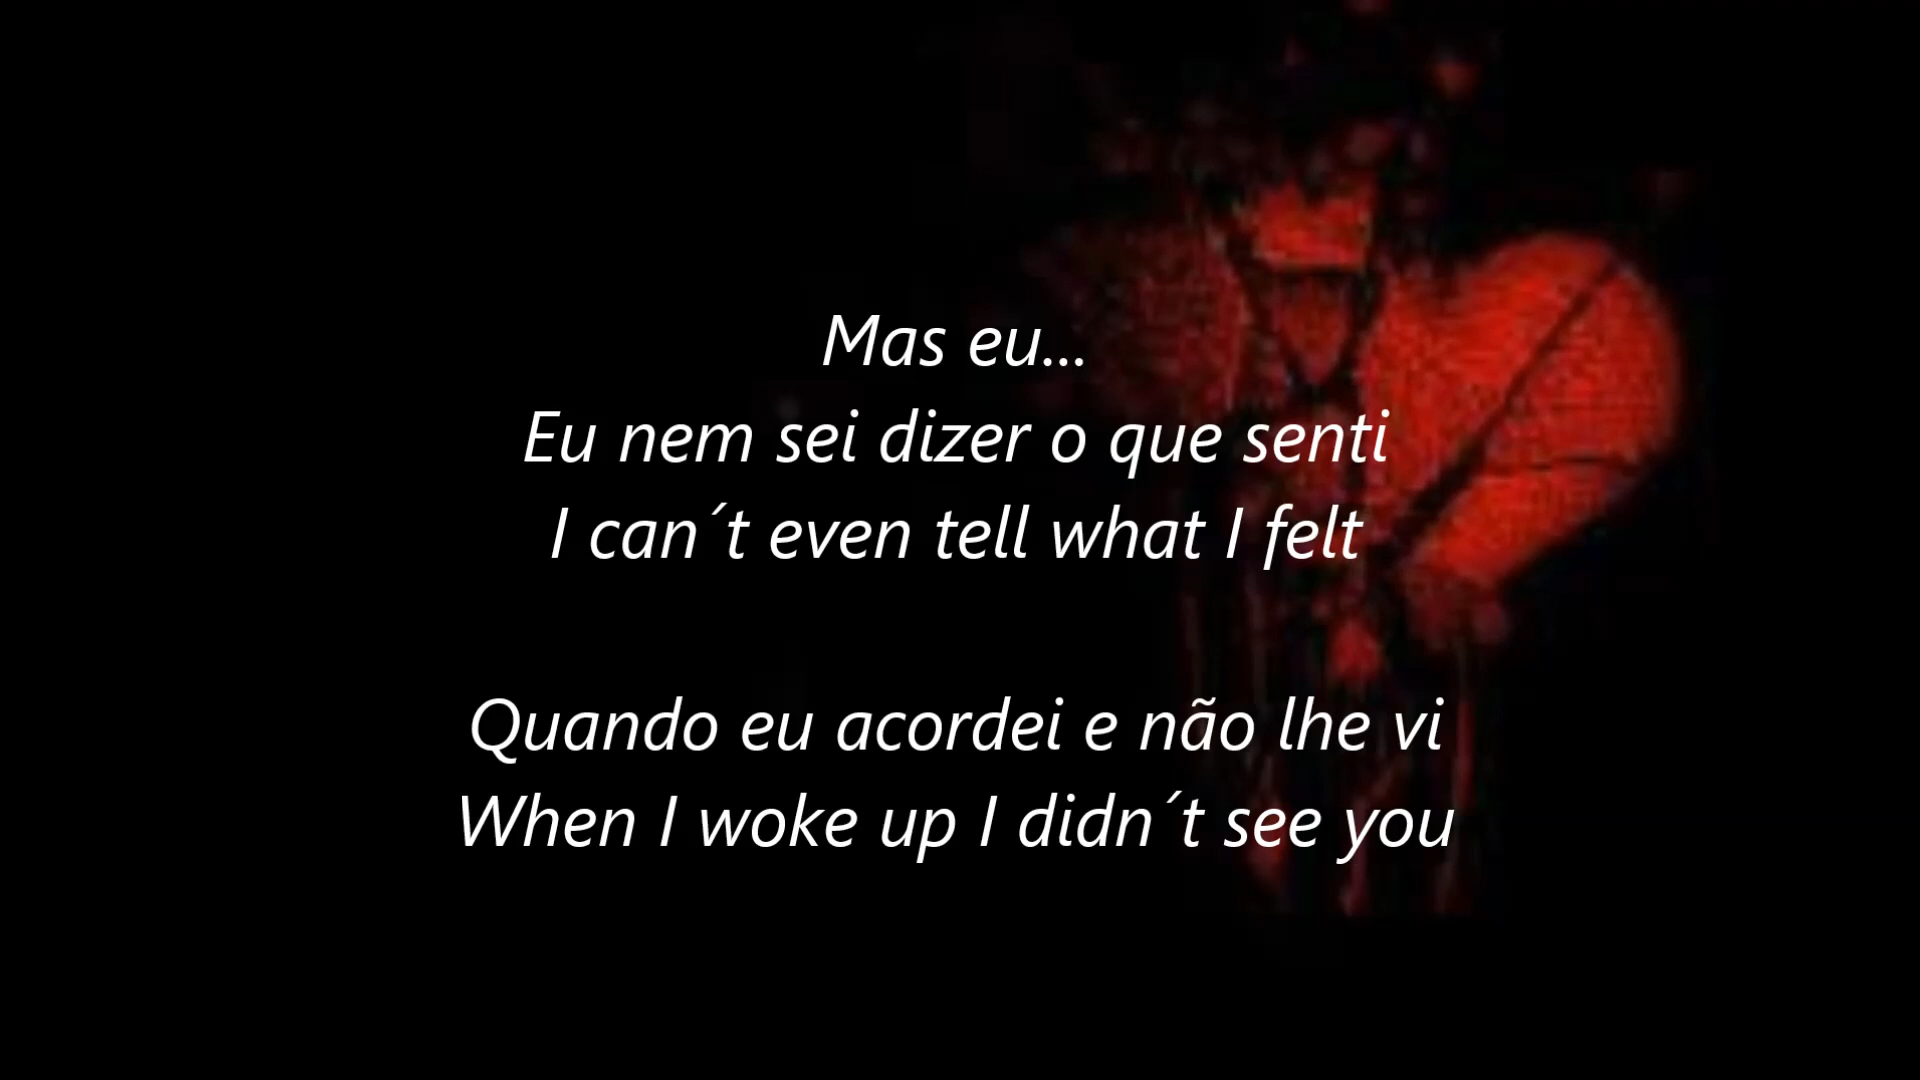 Mas eu...
Eu nem sei dizer o que senti
I can´t even tell what I felt
Quando eu acordei e não lhe vi
When I woke up I didn´t see you